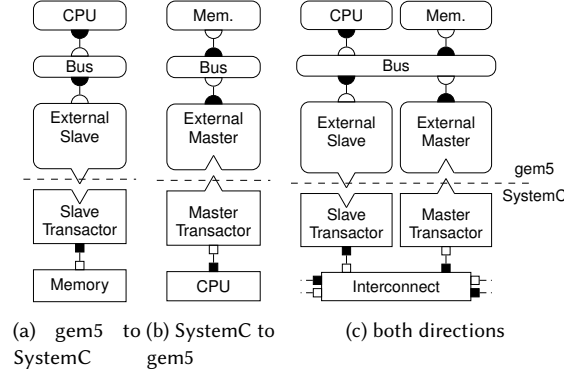 CPU
Bus
External
Slave
Slave
Transactor
Memory
(a) gem5 to
SystemC
Mem.
Bus
External
Master
Master
Transactor
CPU
(b) SystemC to
gem5
CPU
Mem.
Bus
External
Slave
External
Master
gem5
SystemC
Slave
Transactor
Master
Transactor
Interconnect
(c) both directions